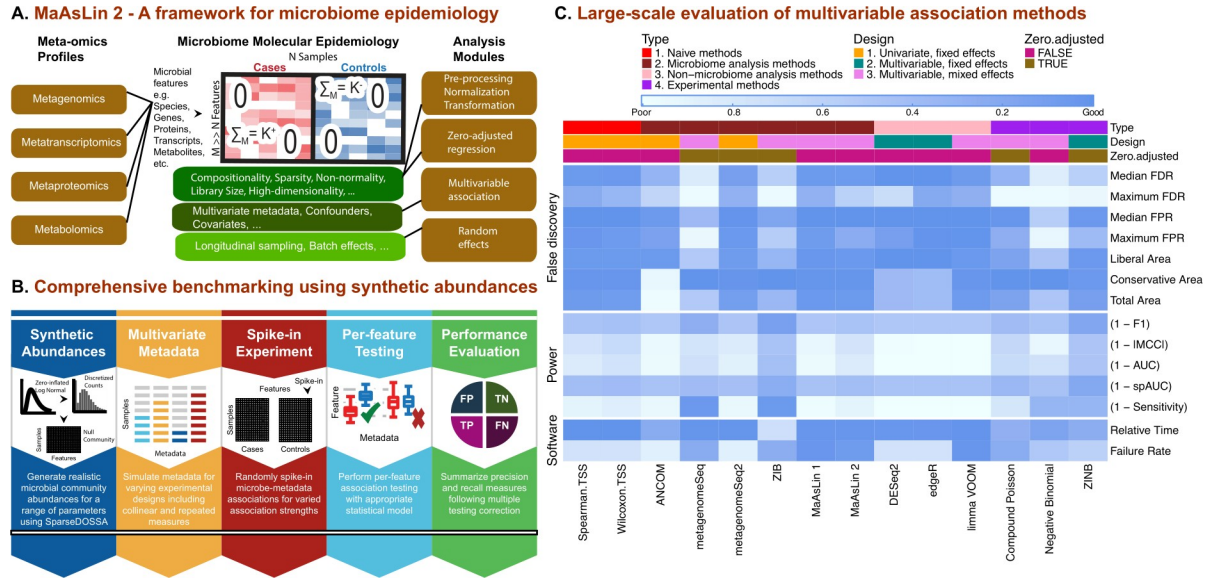 A. MaAsLin 2 - A framework for microbiome epidemiology
Meta-omics
Profiles
Metagenomics
Metatranscriptomics
Metaproteomics
Metabolomics
Microbial
features
e.g.
Species,
Genes,
Proteins,
Transcripts,
Metabolites,
etc.
Microbiome Molecular Epidemiology
N Samples
Cases
Controls
M >> N Features
0
∑M = K-
0
∑M = K+
0
0
Compositionality, Sparsity, Non-normality,
Library Size, High-dimensionality, ...
Multivariate metadata, Confounders,
Covariates, ...
Longitudinal sampling, Batch effects, ...
Analysis
Modules
Pre-processing
Normalization
Transformation
Zero-adjusted
regression
Multivariable
association
Random
effects
B. Comprehensive benchmarking using synthetic abundances
Synthetic
Abundances
Zero-inflated
Log Normal
Discretized
Counts
Samples
Null
Community
Features
Generate realistic
microbial community
abundances for a
range of parameters
using SparseDOSSA
Multivariate
Metadata
Samples
Metadata
Simulate metadata for
varying experimental
designs including
collinear and repeated
measures
Spike-in
Experiment
Spike-in
Features
Samples
Cases
Controls
Randomly spike-in
microbe-metadata
associations for varied
association strengths
Per-feature
Testing
Feature
Metadata
Perform per-feature
association testing
with appropriate
statistical model
Performance
Evaluation
FP
TN
TP
FN
Summarize precision
and recall measures
following multiple
testing correction
C. Large-scale evaluation of multivariable association methods
Type
1. Naive methods
2. Microbiome analysis methods
3. Non−microbiome analysis methods
4. Experimental methods
Design
1. Univariate, fixed effects
2. Multivariable, fixed effects
3. Multivariable, mixed effects
Zero.adjusted
FALSE
TRUE
Poor
0.8
0.6
0.4
0.2
Good
0
Type
Design
Zero.adjusted
False discovery
Median FDR
Maximum FDR
Median FPR
Maximum FPR
Liberal Area
Conservative Area
Total Area
Power
(1 − F1)
(1 − IMCCI)
(1 − AUC)
(1 − spAUC)
(1 − Sensitivity)
Software
Relative Time
Failure Rate
Spearman.TSS
Wilcoxon.TSS
ANCOM
metagenomeSeq
metagenomeSeq2
ZIB
MaAsLin 1
MaAsLin 2
DESeq2
edgeR
limma VOOM
Compound Poisson
Negative Binomial
ZINB